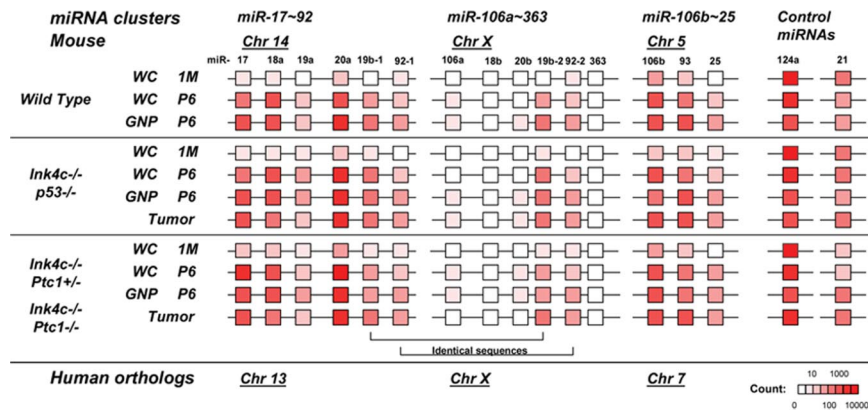 miRNA clusters miR-17~92 miR-106a~363 miR-106b~25 Control
Mouse Chr 14 Chr X Chr 5 miRNAs
miR- 17 18a 19a 20a 19b-1 92-1 106a 18b 20b 19b-2 92-2 363 106b 93 25 124a 21
WC 1M
Wild Type WC P6
GNP P6
WC 1M
Ink4c-/- WC P6
p53-/- GNP P6
Tumor
WC 1M
Ink4c-/- WC P6
Ptc1+/-
GNP P6
Ink4c-/- Tumor
Ptc1-/-
Identical sequences
Human orthologs Chr 13 Chr X Chr 7
10 1000
Count:
0 100 10000